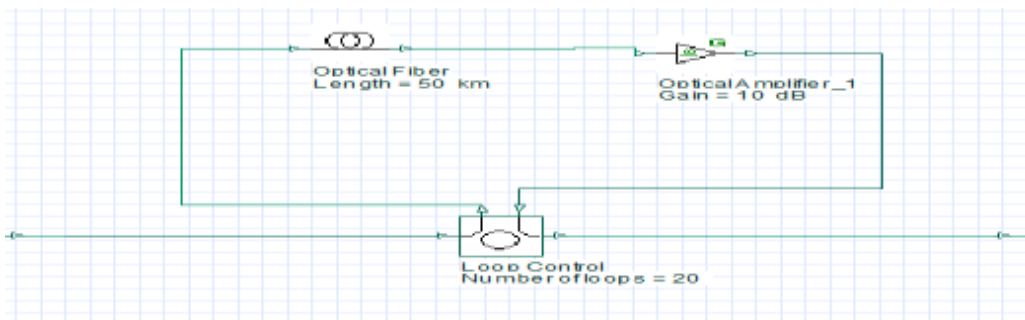 Optical Fiber
Length = 50 km
G
Optical Amplifier_1
Gain = 10 dB
Loop Control
Number of loops = 20